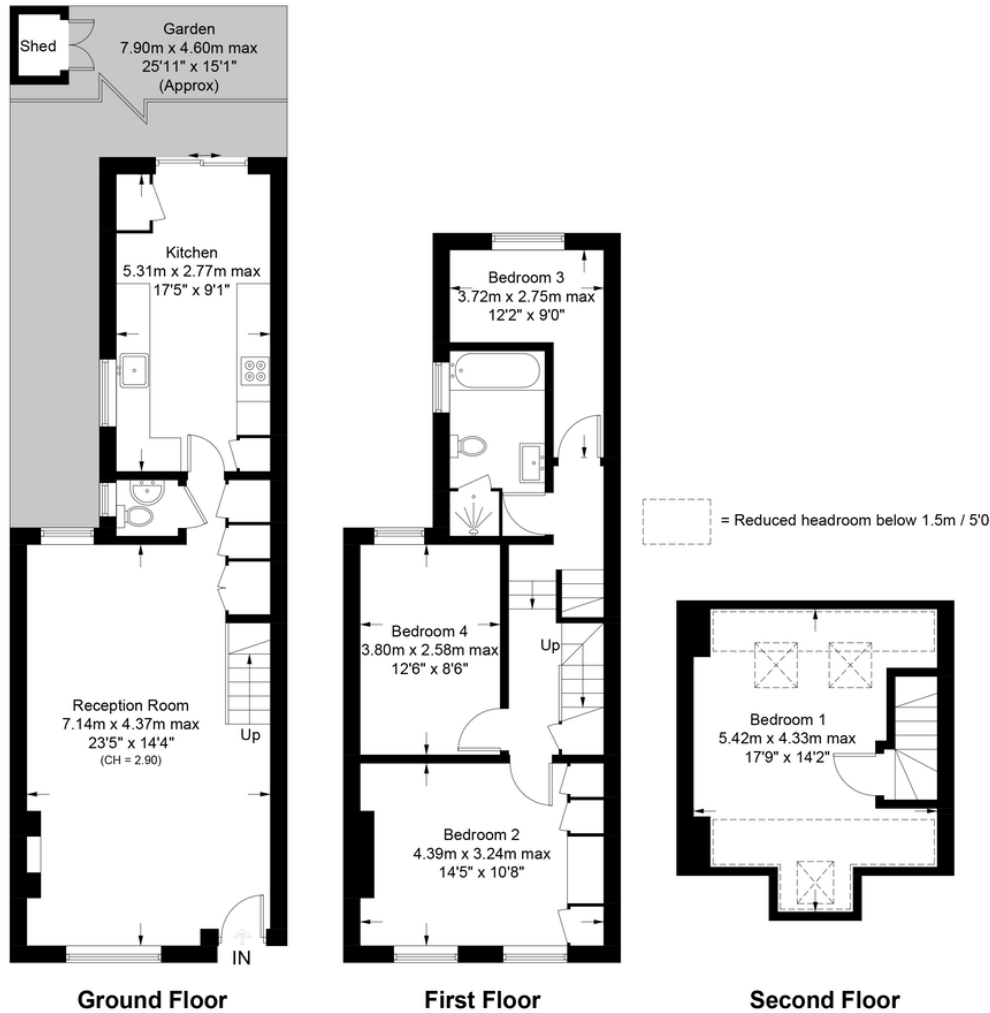 Shed
Garden
7.90m x 4.60m max
25'11" x 15'1"
(Approx)
Kitchen
5.31m x 2.77m max
17'5" x 9'1"
Reception Room
7.14m x 4.37m max
23'5" x 14'4"
(CH = 2.90)
Up
IN
Ground Floor
Bedroom 3
3.72m x 2.75m max
12'2" x 9'0"
Bedroom 4
3.80m x 2.58m max
12'6" x 8'6"
Up
Bedroom 2
4.39m x 3.24m max
14'5" x 10'8"
First Floor
= Reduced headroom below 1.5m / 5'0
Bedroom 1
5.42m x 4.33m max
17'9" x 14'2"
Second Floor